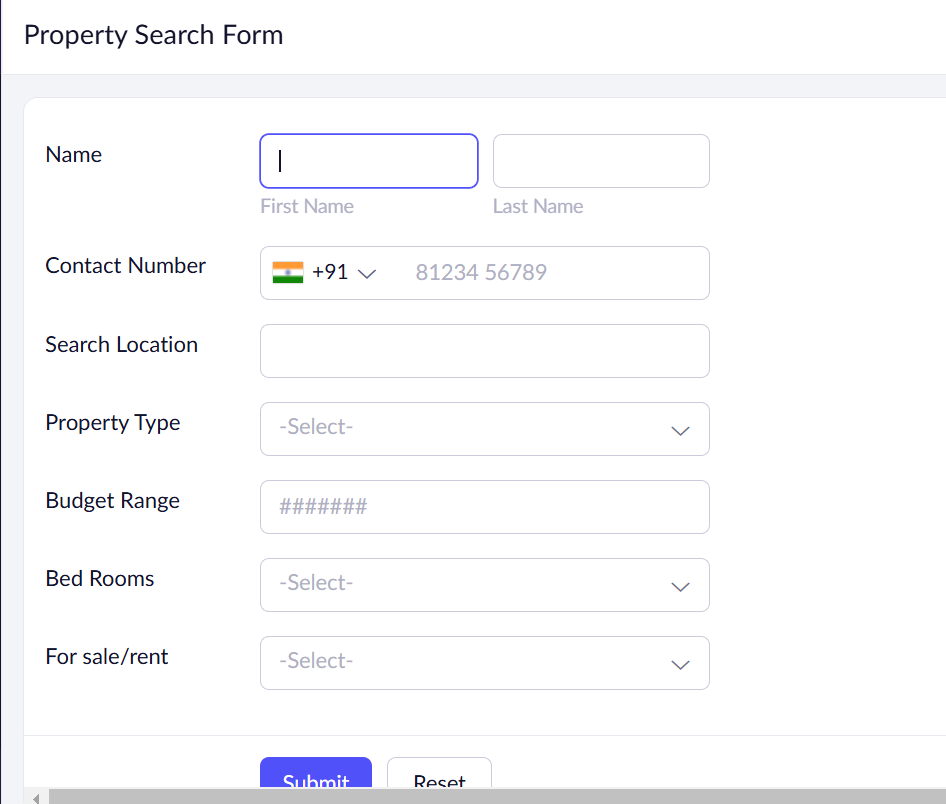 Property Search Form
Name
First Name Last Name
Contact Number +91 81234 56789
Search Location
Property Type -Select-
Budget Range #######
Bed Rooms -Select-
For sale/rent -Select-
Submit Reset